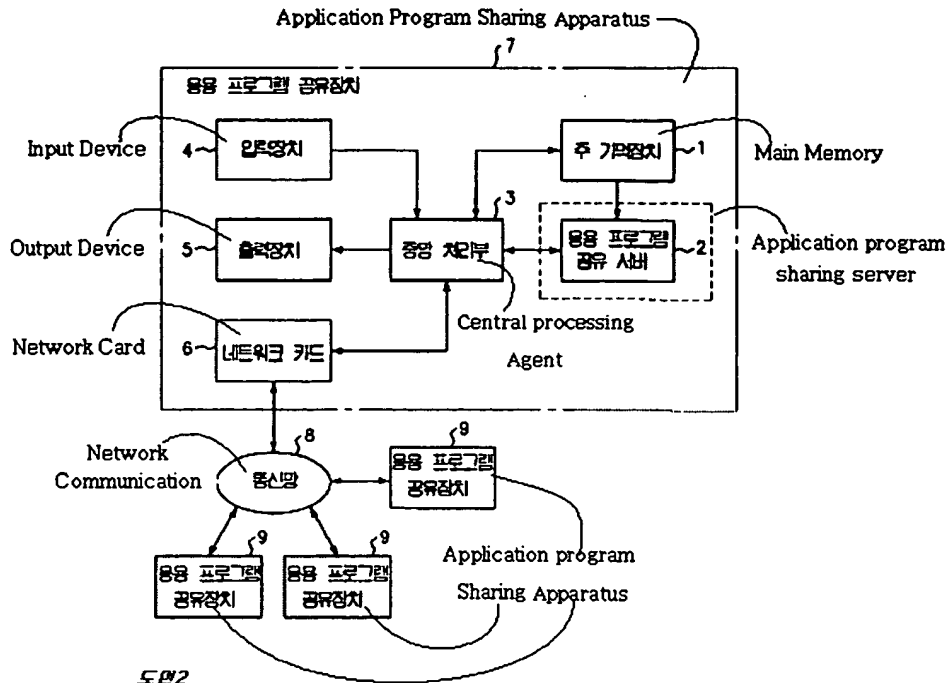 Application Program Sharing Apparatus
7
응용 프로그램 공유장치
Input Device
4
입력장치
주 기억장치
1
Main Memory
3
Output Device
5
출력장치
중앙 처리부
응용 프로그램
공유 서버
2
Application program
sharing server
Network Card
6
네트워크 카드
Central processing
Agent
Network
Communication
8
통신망
9
응용 프로그램
공유장치
9
응용 프로그램
공유장치
9
응용 프로그램
공유장치
Application program
Sharing Apparatus
도면2